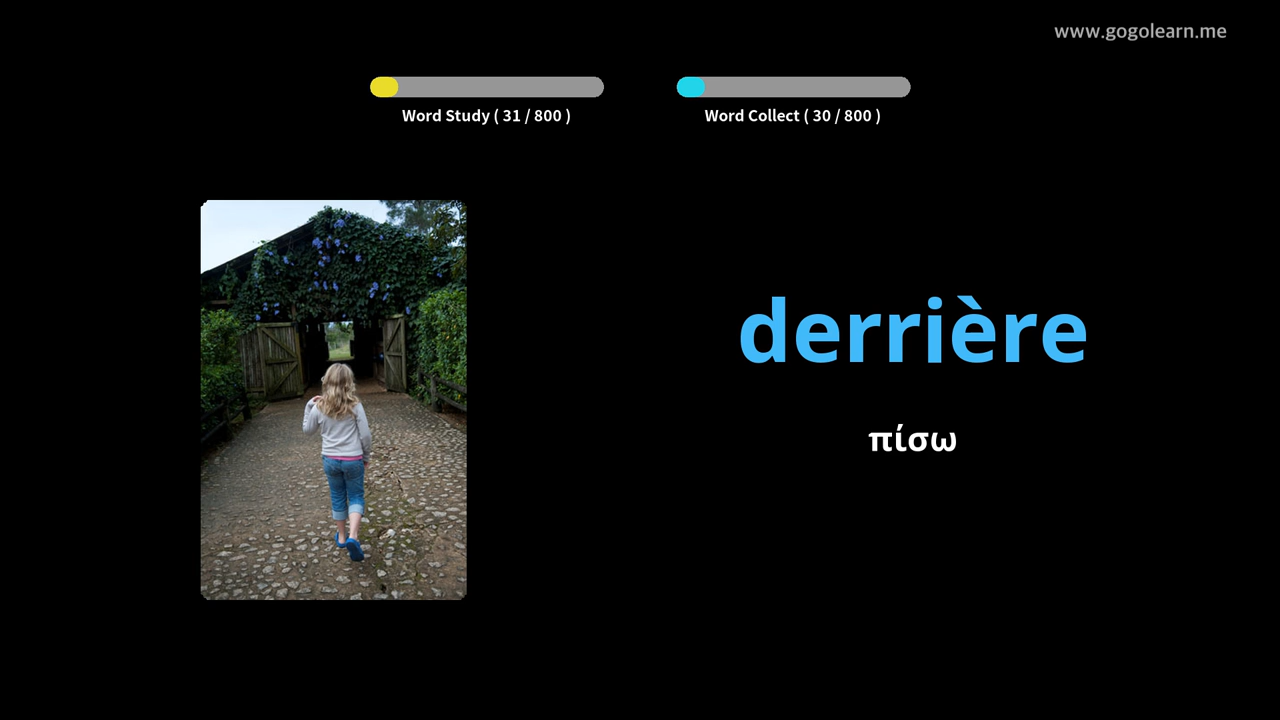 www.gogolearn.me
Word Study ( 31 / 800 )
Word Collect ( 30 / 800 )
derrière
πίσω